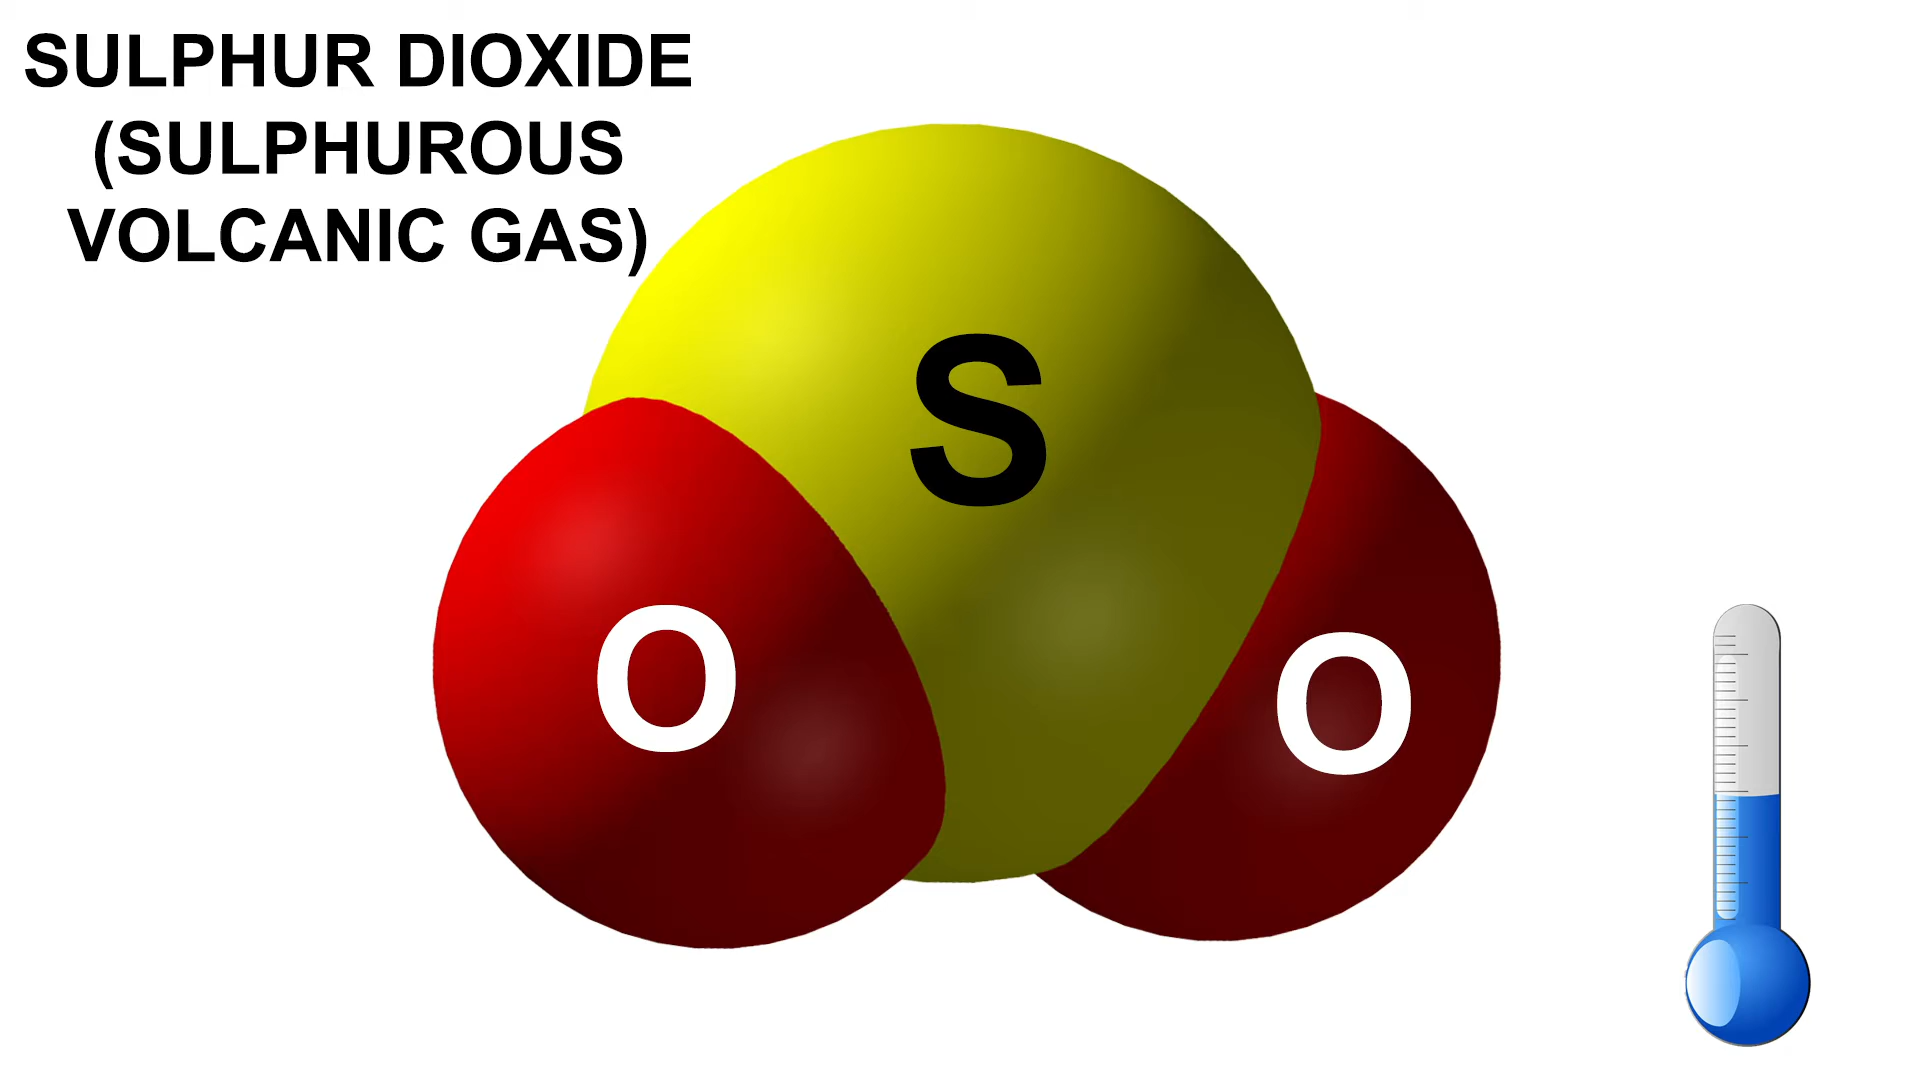 SULPHUR DIOXIDE
(SULPHUROUS
VOLCANIC GAS)
S
O
O